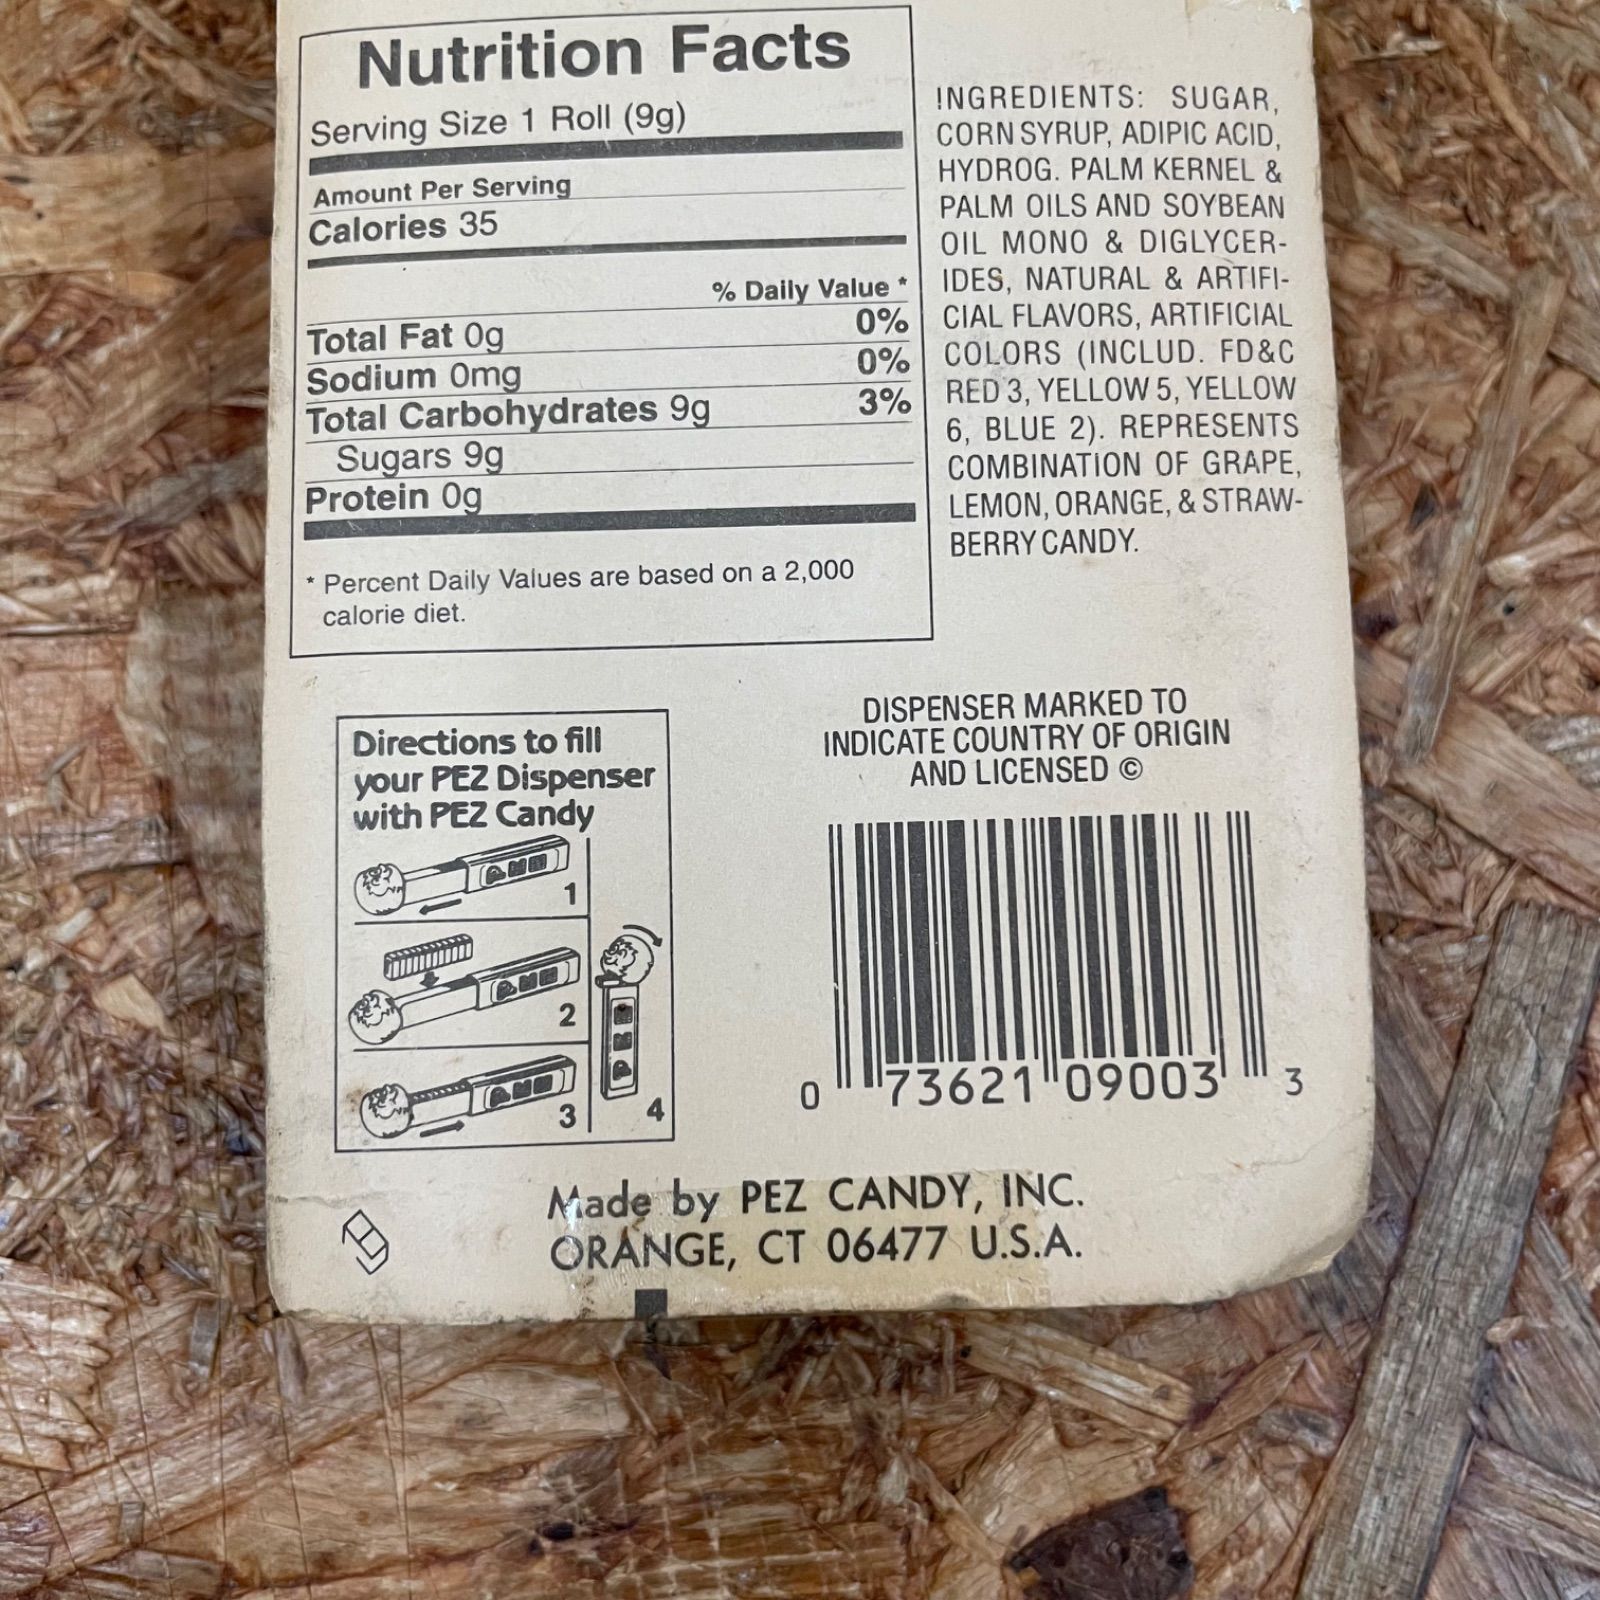 Nutrition Facts
Serving Size 1 Roll (9g)
Amount Per Serving
Calories 35
% Daily Value *
Total Fat 0g 0%
Sodium 0mg 0%
Total Carbohydrates 9g 3%
Sugars 9g
Protein 0g
* Percent Daily Values are based on a 2,000
calorie diet.
INGREDIENTS: SUGAR,
CORN SYRUP, ADIPIC ACID,
HYDROG. PALM KERNEL &
PALM OILS AND SOYBEAN
OIL MONO & DIGLYCER-
IDES, NATURAL & ARTIFI-
CIAL FLAVORS, ARTIFICIAL
COLORS (INCLUD. FD&C
RED 3, YELLOW 5, YELLOW
6, BLUE 2). REPRESENTS
COMBINATION OF GRAPE,
LEMON, ORANGE, & STRAW-
BERRY CANDY.
Directions to fill
your PEZ Dispenser
with PEZ Candy
1
2
3
4
DISPENSER MARKED TO
INDICATE COUNTRY OF ORIGIN
AND LICENSED ©
0 73621 09003 3
Made by PEZ CANDY, INC.
ORANGE, CT 06477 U.S.A.